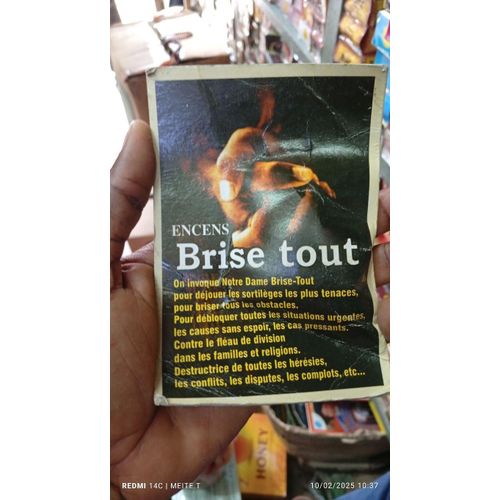 ENCENS
Brise tout
On invoque Notre Dame Brise-Tout
pour déjouer les sortilèges les plus tenaces,
pour briser tous les obstacles.
Pour débloquer toutes les situations urgentes,
les causes sans espoir, les cas pressants.
Contre le fléau de division
dans les familles et religions.
Destructrice de toutes les hérésies,
les conflits, les disputes, les complots, etc...
HONEY
REDMI 14C | MEITE.T
10/02/2025 10:37